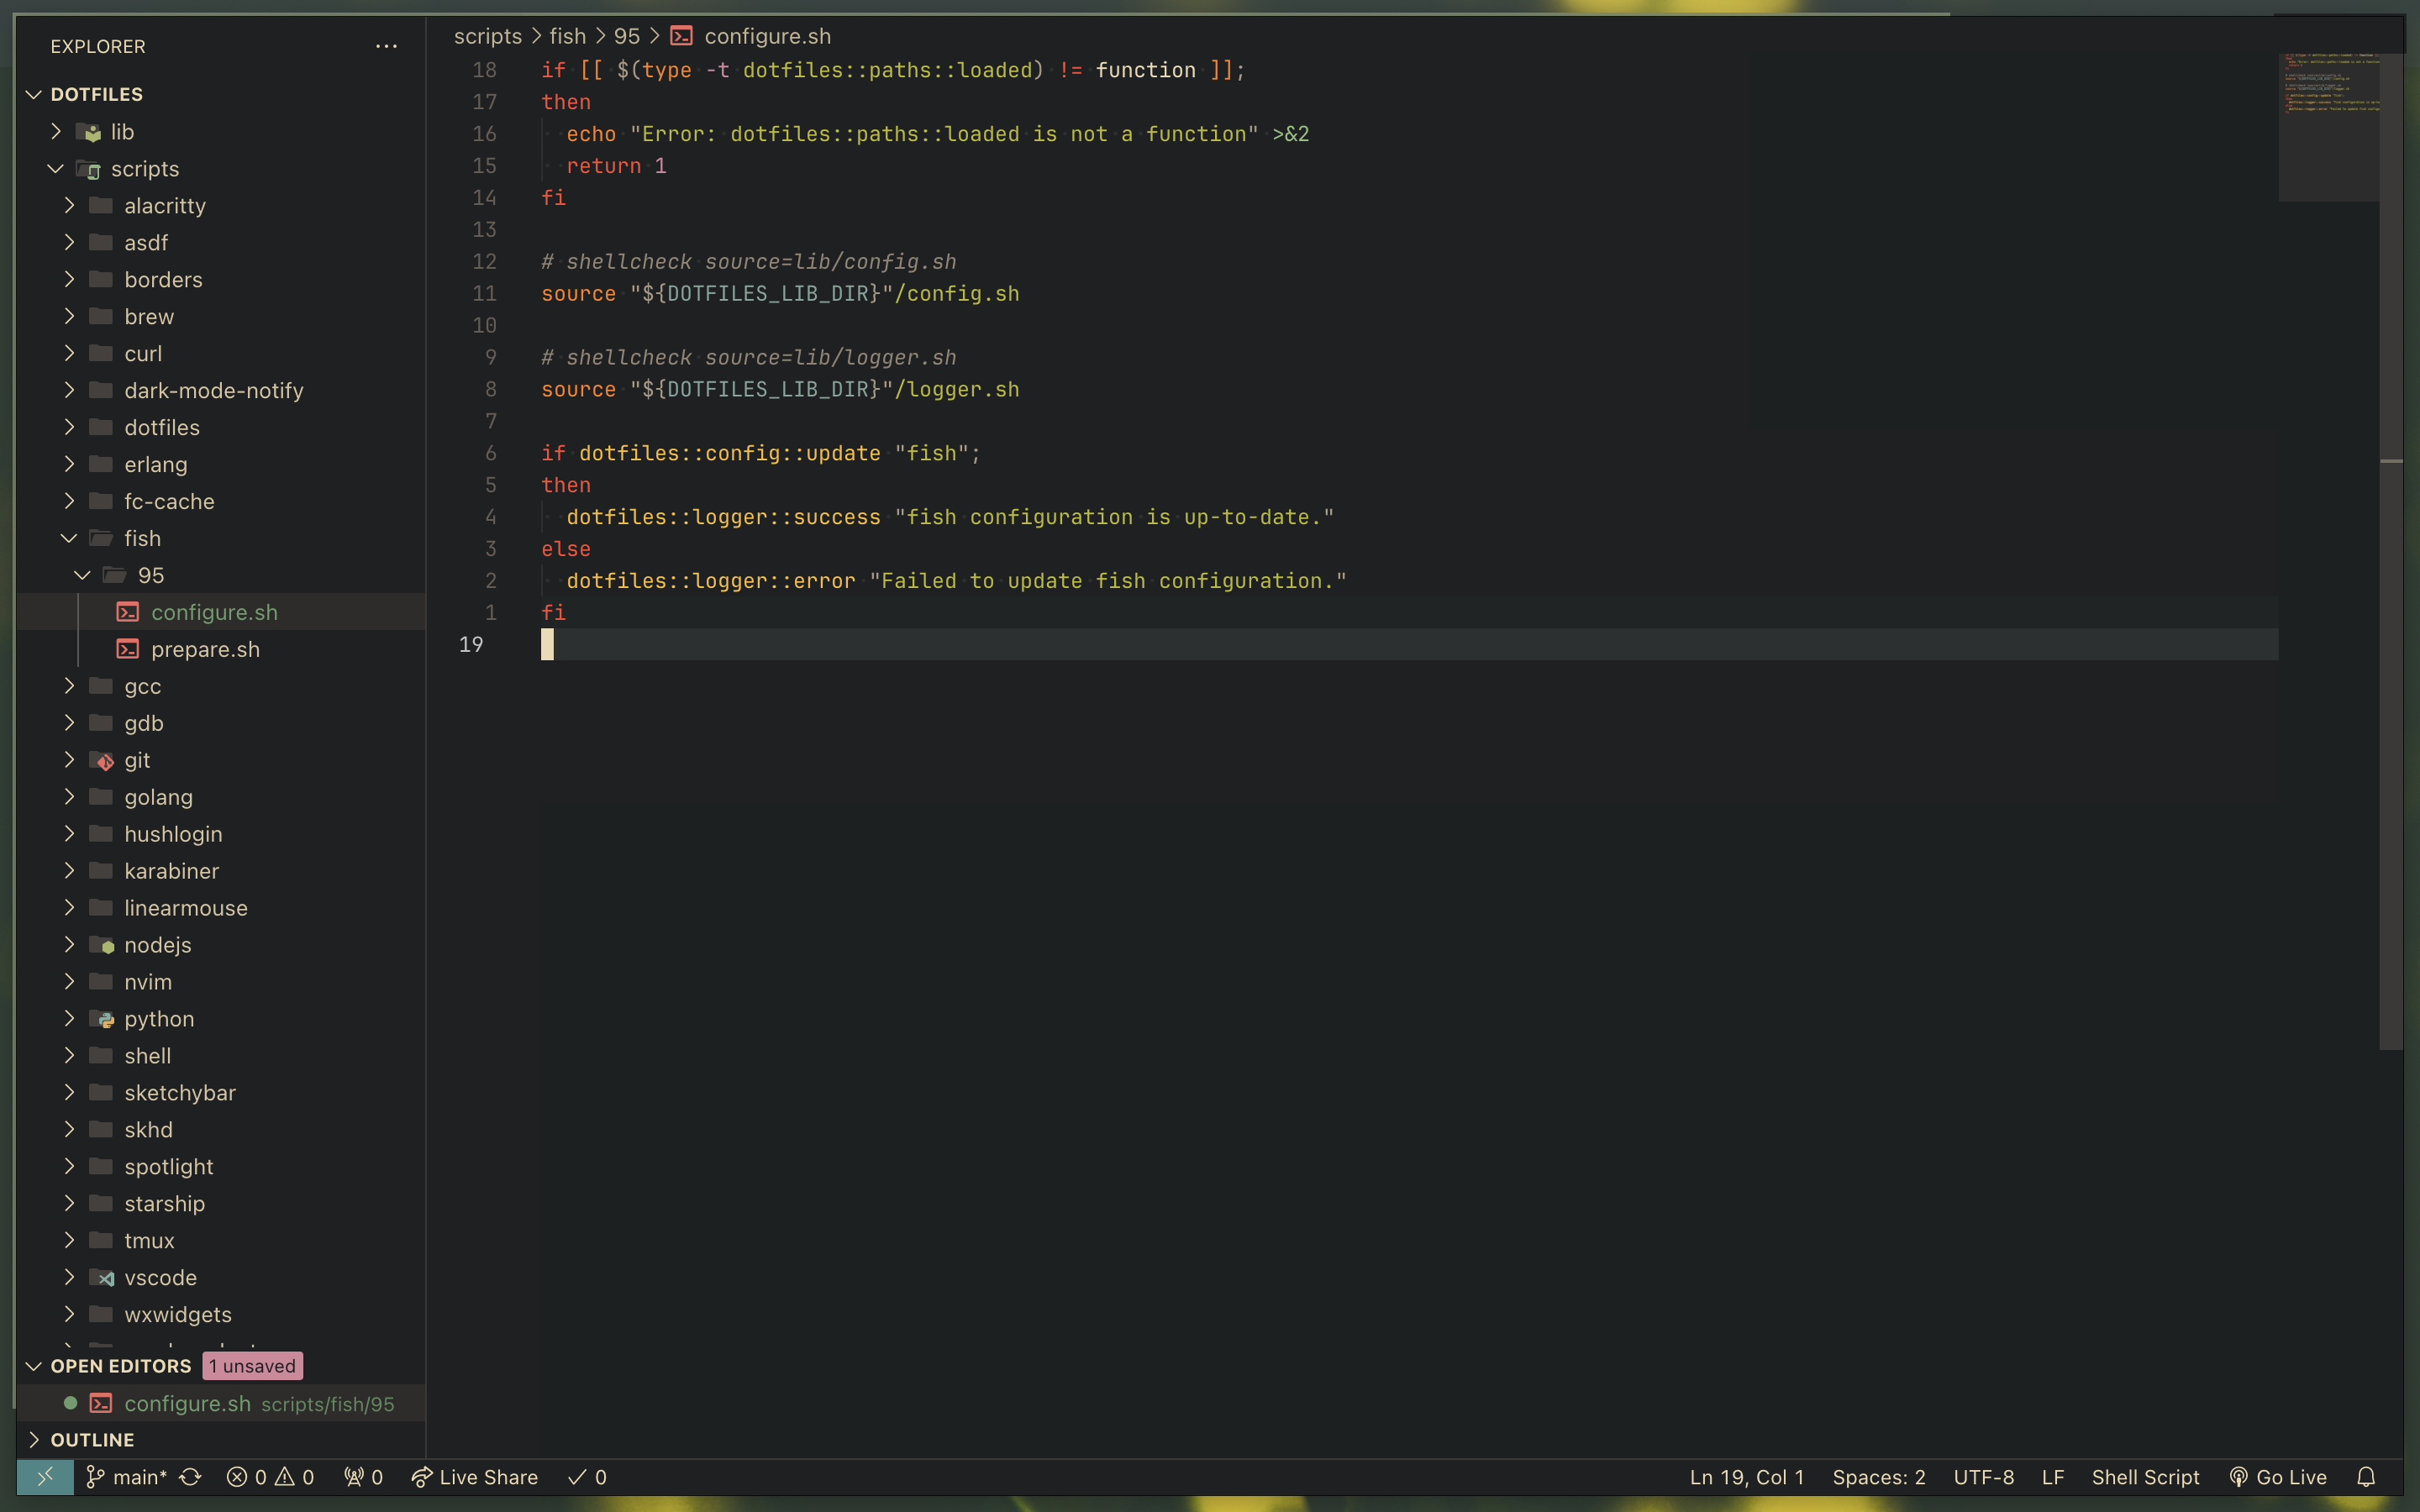 EXPLORER
DOTFILES
lib
scripts
alacritty
asdf
borders
brew
curl
dark-mode-notify
dotfiles
erlang
fc-cache
fish
95
configure.sh
prepare.sh
gcc
gdb
git
golang
hushlogin
karabiner
linearmouse
nodejs
nvim
python
shell
sketchybar
skhd
spotlight
starship
tmux
vscode
wxwidgets
OPEN EDITORS 1 unsaved
configure.sh scripts/fish/95
OUTLINE
scripts > fish > 95 > configure.sh
18 if [[ $(type -t dotfiles::paths::loaded) != function ]];
17 then
16   echo "Error: dotfiles::paths::loaded is not a function" >&2
15   return 1
14 fi
13
12 # shellcheck source=lib/config.sh
11 source "${DOTFILES_LIB_DIR}"/config.sh
10
9 # shellcheck source=lib/logger.sh
8 source "${DOTFILES_LIB_DIR}"/logger.sh
7
6 if dotfiles::config::update "fish";
5 then
4   dotfiles::logger::success "fish configuration is up-to-date."
3 else
2   dotfiles::logger::error "Failed to update fish configuration."
1 fi
19
main* 0 0 0 Live Share 0 Ln 19, Col 1 Spaces: 2 UTF-8 LF Shell Script Go Live